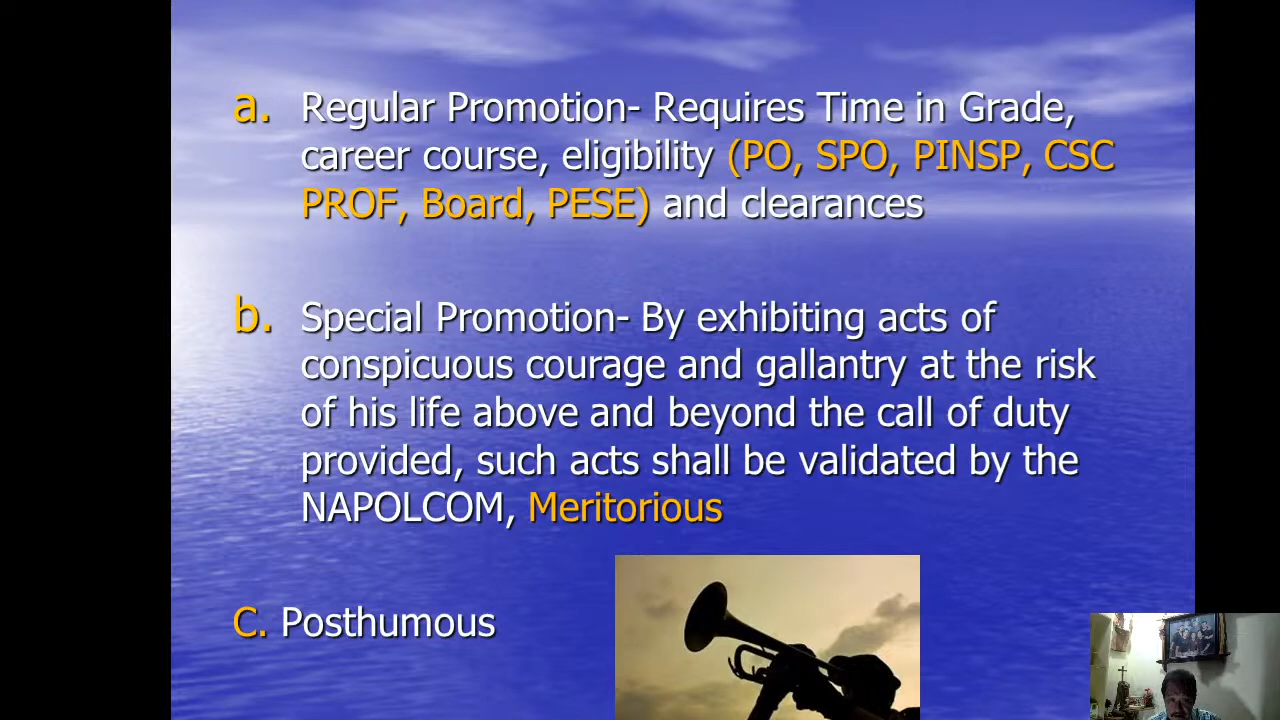 a. Regular Promotion- Requires Time in Grade,
career course, eligibility (PO, SPO, PINSP, CSC
PROF, Board, PESE) and clearances
b. Special Promotion- By exhibiting acts of
conspicuous courage and gallantry at the risk
of his life above and beyond the call of duty
provided, such acts shall be validated by the
NAPOLCOM, Meritorious
C. Posthumous